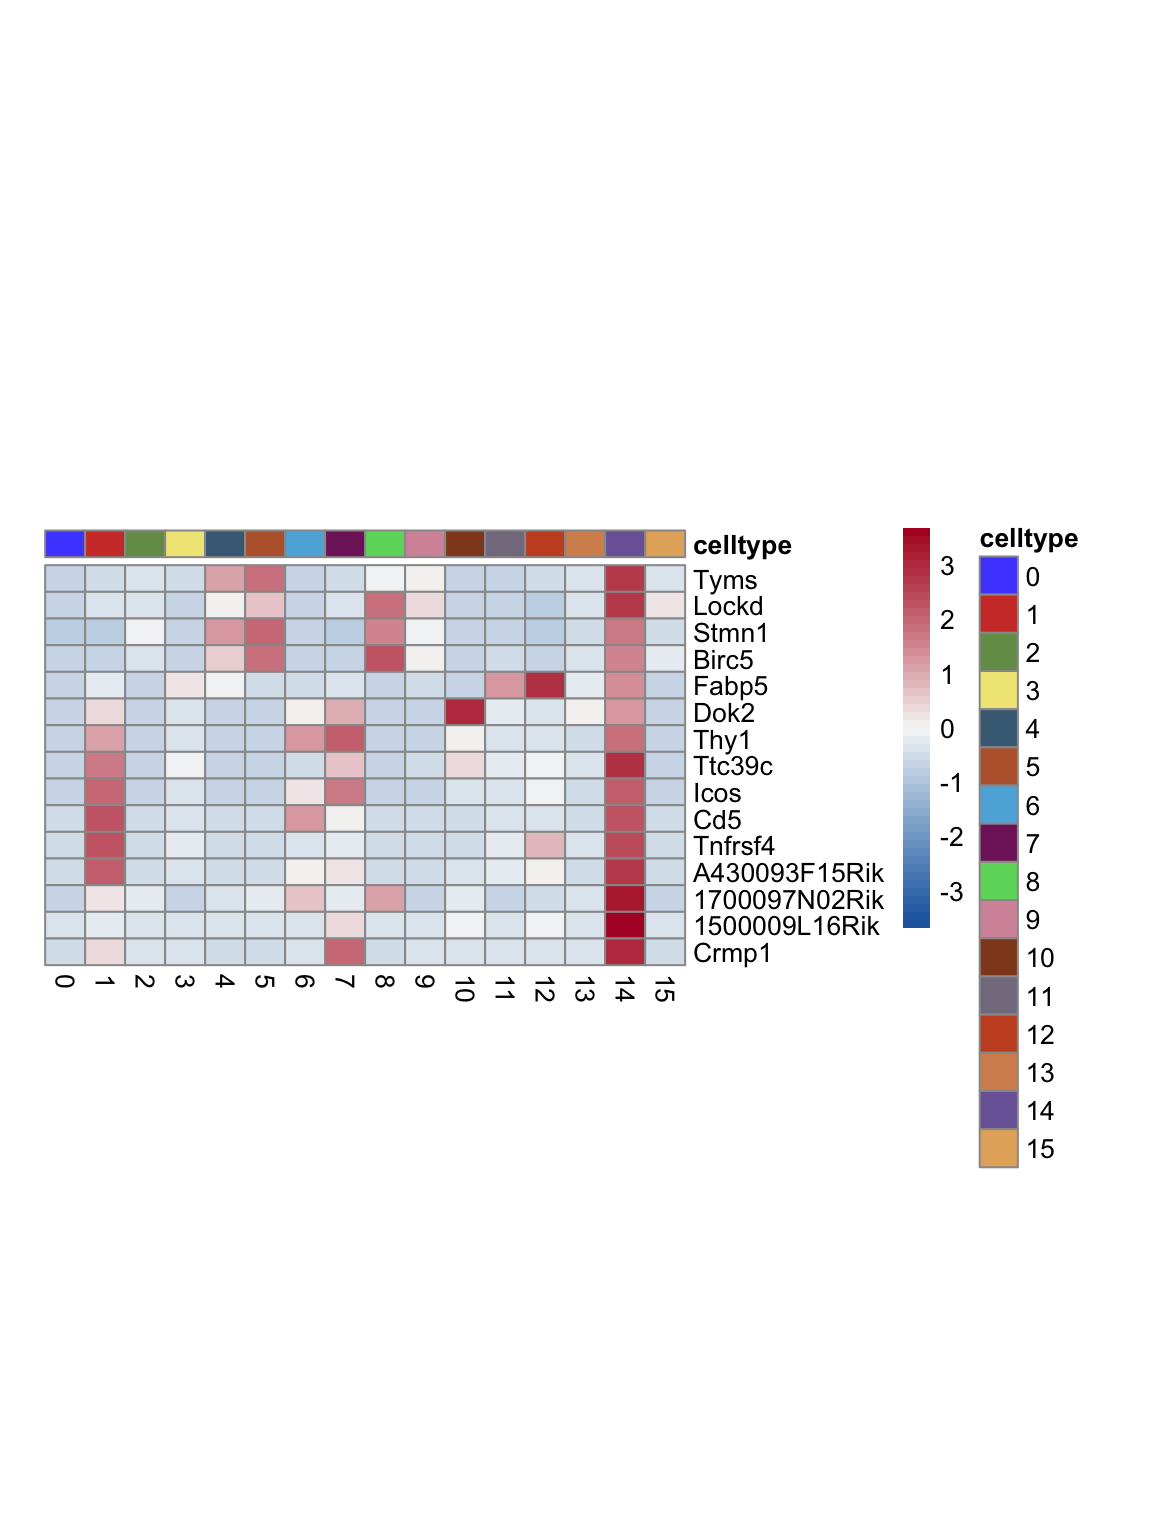 celltype
Tyms
Lockd
Stmn1
Birc5
Fabp5
Dok2
Thy1
Ttc39c
Icos
Cd5
Tnfrsf4
A430093F15Rik
1700097N02Rik
1500009L16Rik
Crmp1
0 1 2 3 4 5 6 7 8 9 10 11 12 13 14 15
3
2
1
0
-1
-2
-3
celltype
0
1
2
3
4
5
6
7
8
9
10
11
12
13
14
15